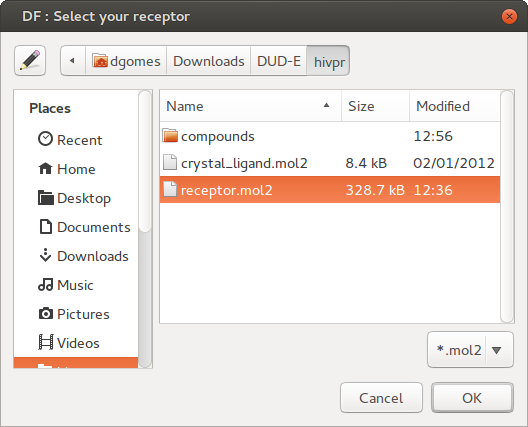 DF : Select your receptor
dgomes Downloads DUD-E hivpr
Places
Recent
Home
Desktop
Documents
Downloads
Music
Pictures
Videos
Name Size Modified
compounds 12:56
crystal_ligand.mol2 8.4 kB 02/01/2012
receptor.mol2 328.7 kB 12:36
*.mol2
Cancel OK